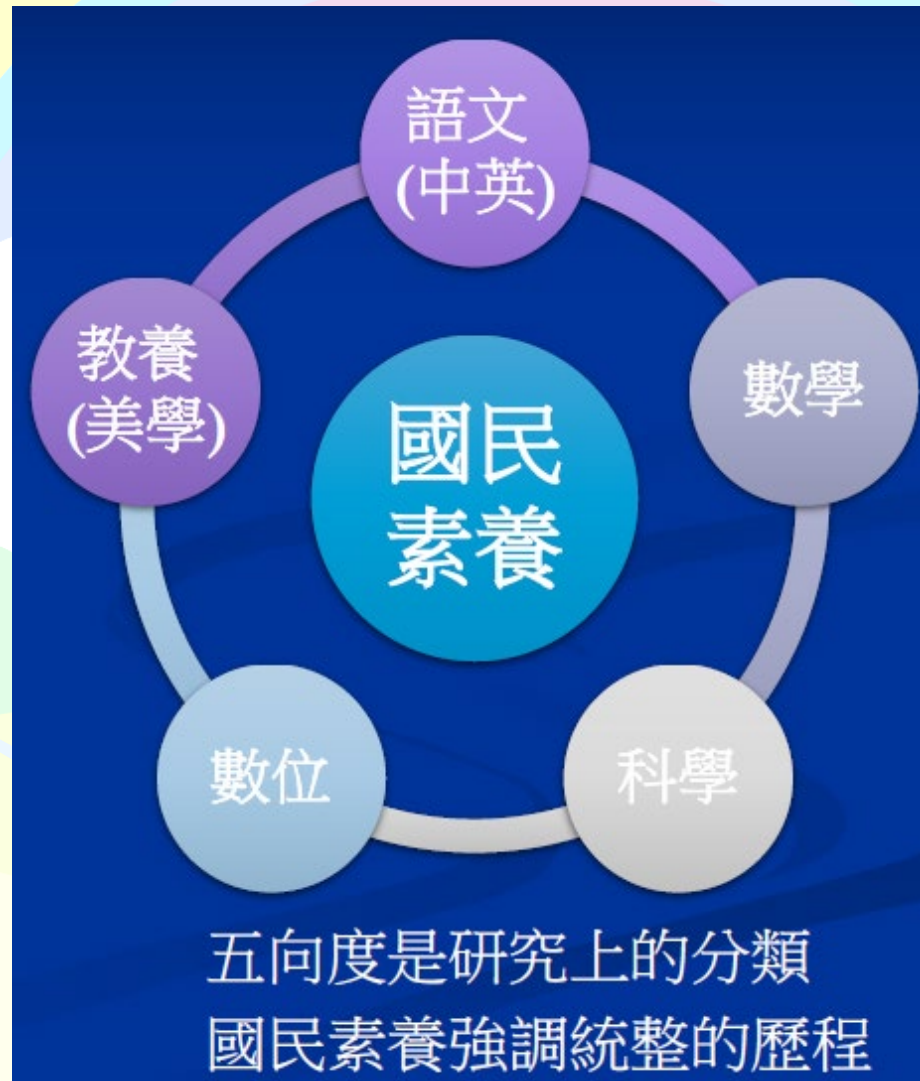 語文
(中英)
教養
(美學)
數學
國民
素養
數位
科學
五向度是研究上的分類
國民素養強調統整的歷程